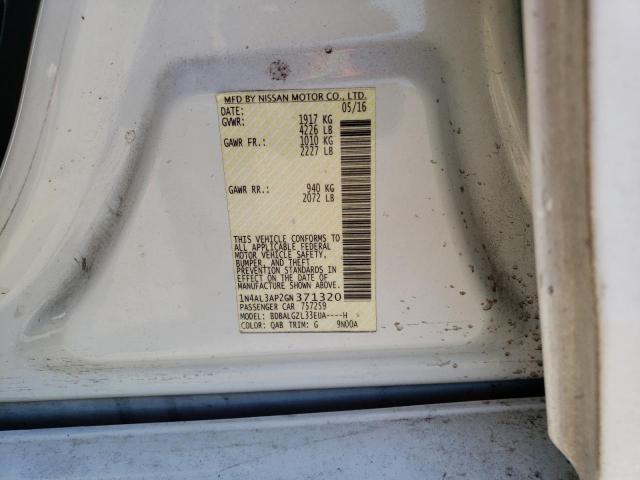 MFD BY NISSAN MOTOR CO., LTD.
DATE: 05/16
GVWR: 1917 KG
4226 LB
GAWR FR.: 1010 KG
2227 LB
GAWR RR.: 940 KG
2072 LB
THIS VEHICLE CONFORMS TO
ALL APPLICABLE FEDERAL
MOTOR VEHICLE SAFETY,
BUMPER, AND THEFT
PREVENTION STANDARDS
IN EFFECT ON THE DATE OF
MANUFACTURE SHOWN ABOVE.
1N4AL3AP2GN371320
PASSENGER CAR 757259
MODEL: BDBALGZL33EUA----H
COLOR: QAB TRIM: G 9N00A